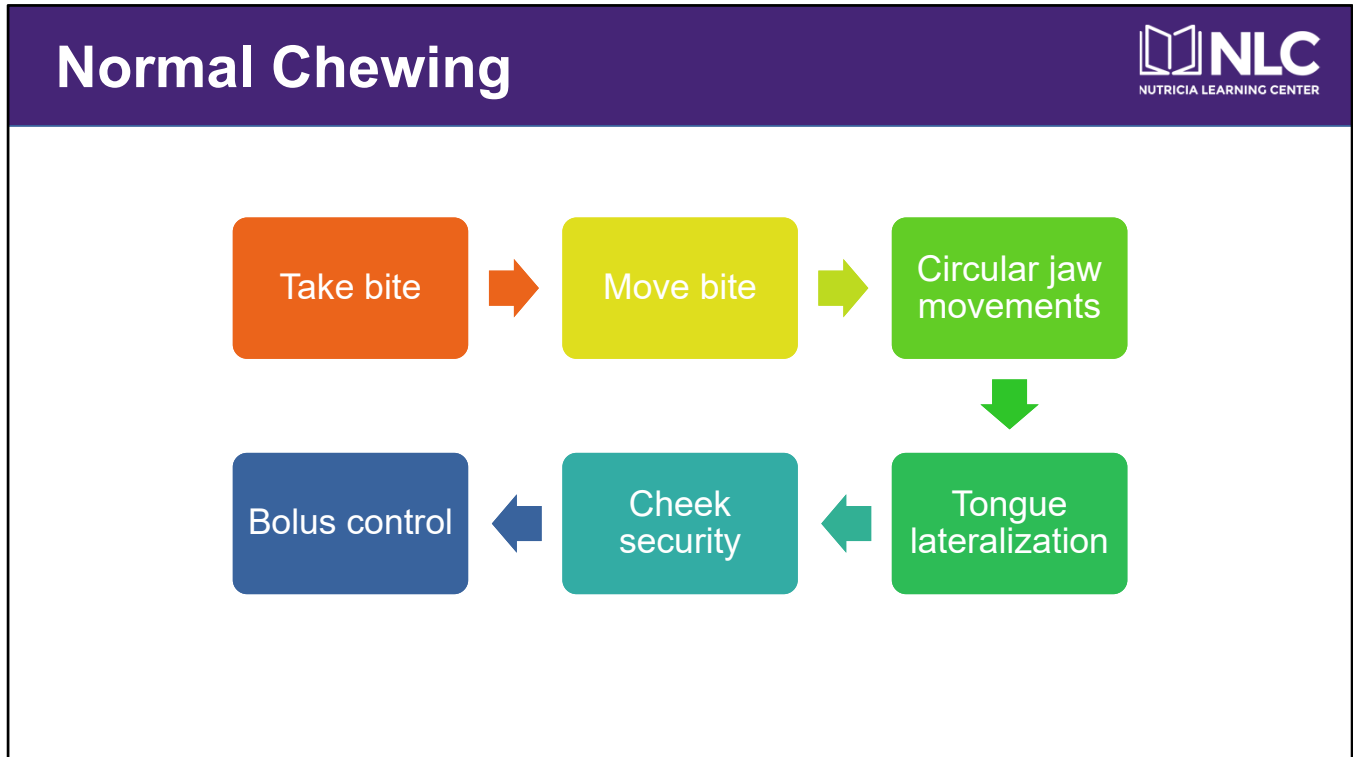 Normal Chewing
NLC
NUTRICIA LEARNING CENTER
Take bite
Move bite
Circular jaw
movements
Tongue
lateralization
Cheek
security
Bolus control